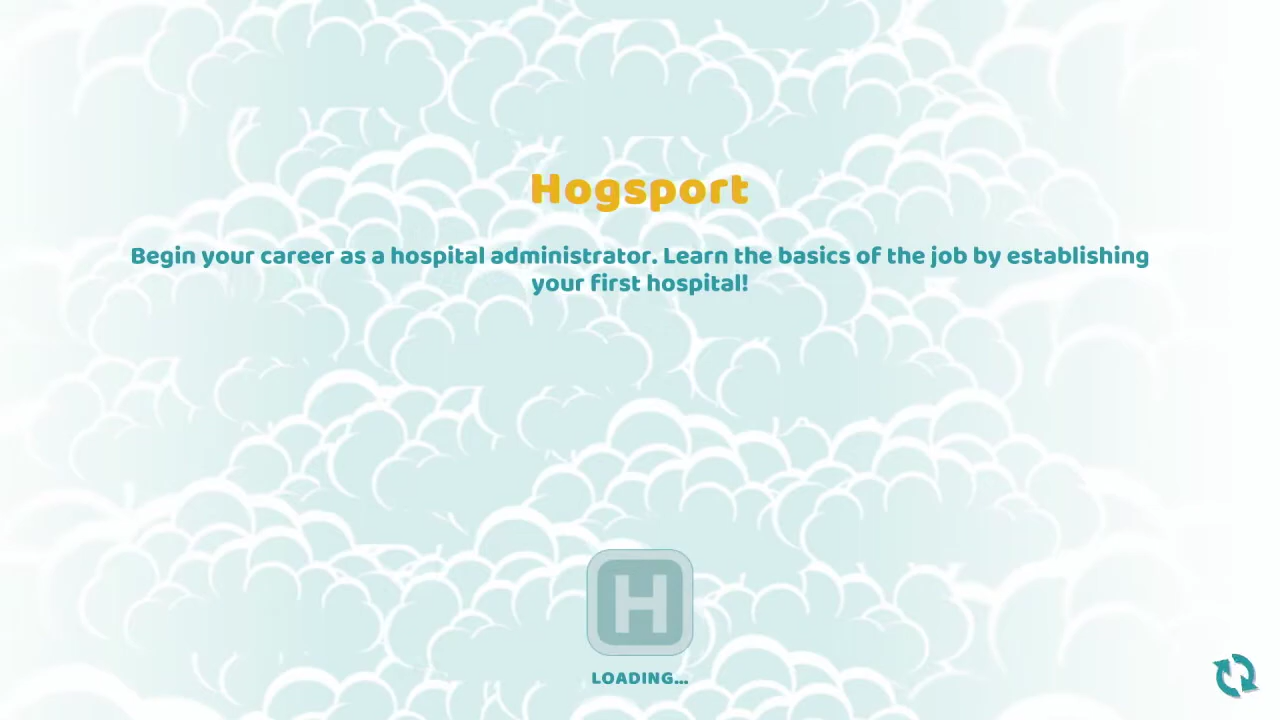 Hogsport
Begin your career as a hospital administrator. Learn the basics of the job by establishing
your first hospital!
H
LOADING...